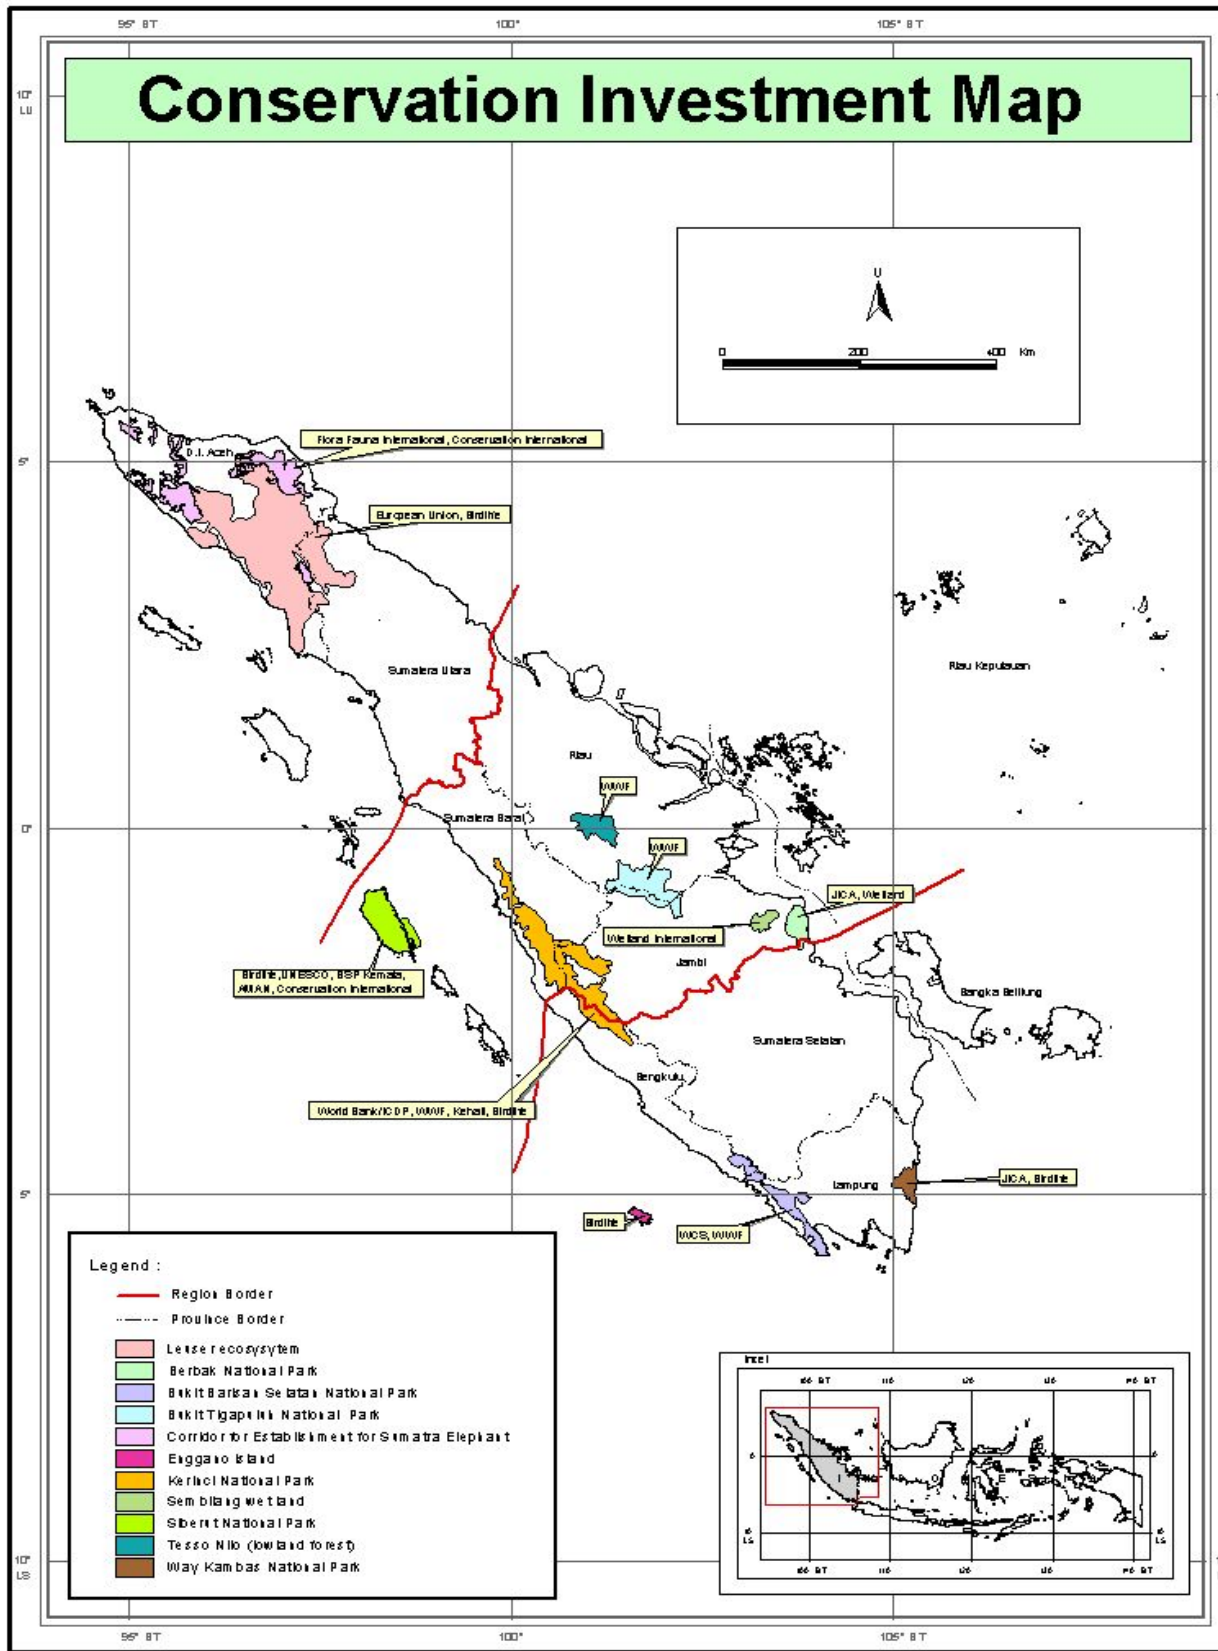 95° BT
100°
105° BT
10°
LU
Conservation Investment Map
U
0
200
400
Km
Flora Fauna International, Conservation International
D.I. Aceh
5°
European Union, Birdlife
Sumatera Utara
Riau Kepulauan
Riau
WWF
Sumatera Barat
0°
WWF
JICA, Wetland
Wetland International
Jambi
Birdlife,UNESCO, BSP Kemala,
AMAN, Conservation International
Bangka Belitung
Sumatera Selatan
Bengkulu
World Bank/ICDP, WWF, Kehati, Birdlife
Lampung
JICA, Birdlife
5°
Birdlife
WCS, WWF
Legend :
Region Border
Province Border
Leuser recosysytem
Berbak National Park
Bukit Barisan Selatan National Park
Bukit Tigapuluh National Park
Corridor for Establishment for Sumatra Elephant
Enggano Island
Kerinci National Park
Sembilang wetland
Siberut National Park
Tesso Nilo (lowland forest)
Way Kambas National Park
Inset
10°
LS
95° BT
100°
105° BT